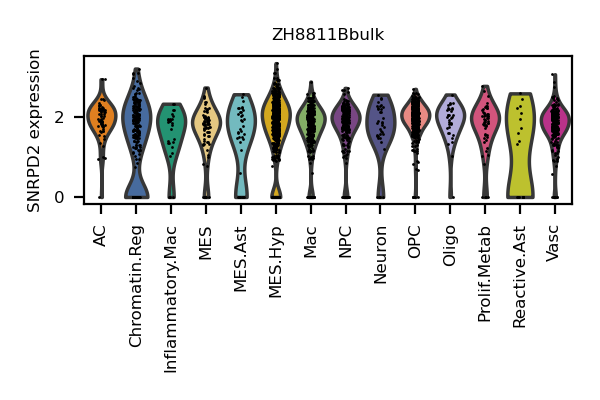 ZH8811Bbulk
SNRPD2 expression
2
0
AC
Chromatin.Reg
Inflammatory.Mac
MES
MES.Ast
MES.Hyp
Mac
NPC
Neuron
OPC
Oligo
Prolif.Metab
Reactive.Ast
Vasc